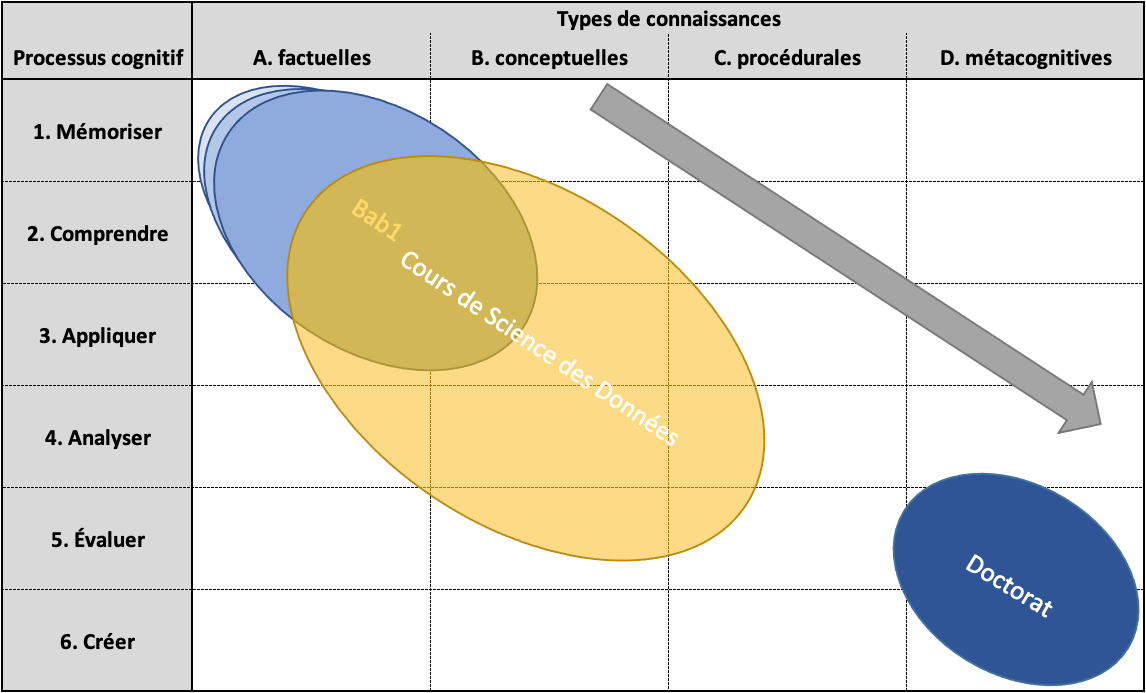 Types de connaissances
Processus cognitif
A. factuelles
B. conceptuelles
C. procédurales
D. métacognitives
1. Mémoriser
2. Comprendre
3. Appliquer
4. Analyser
5. Évaluer
6. Créer
Bab1
Cours de Science des Données
Doctorat